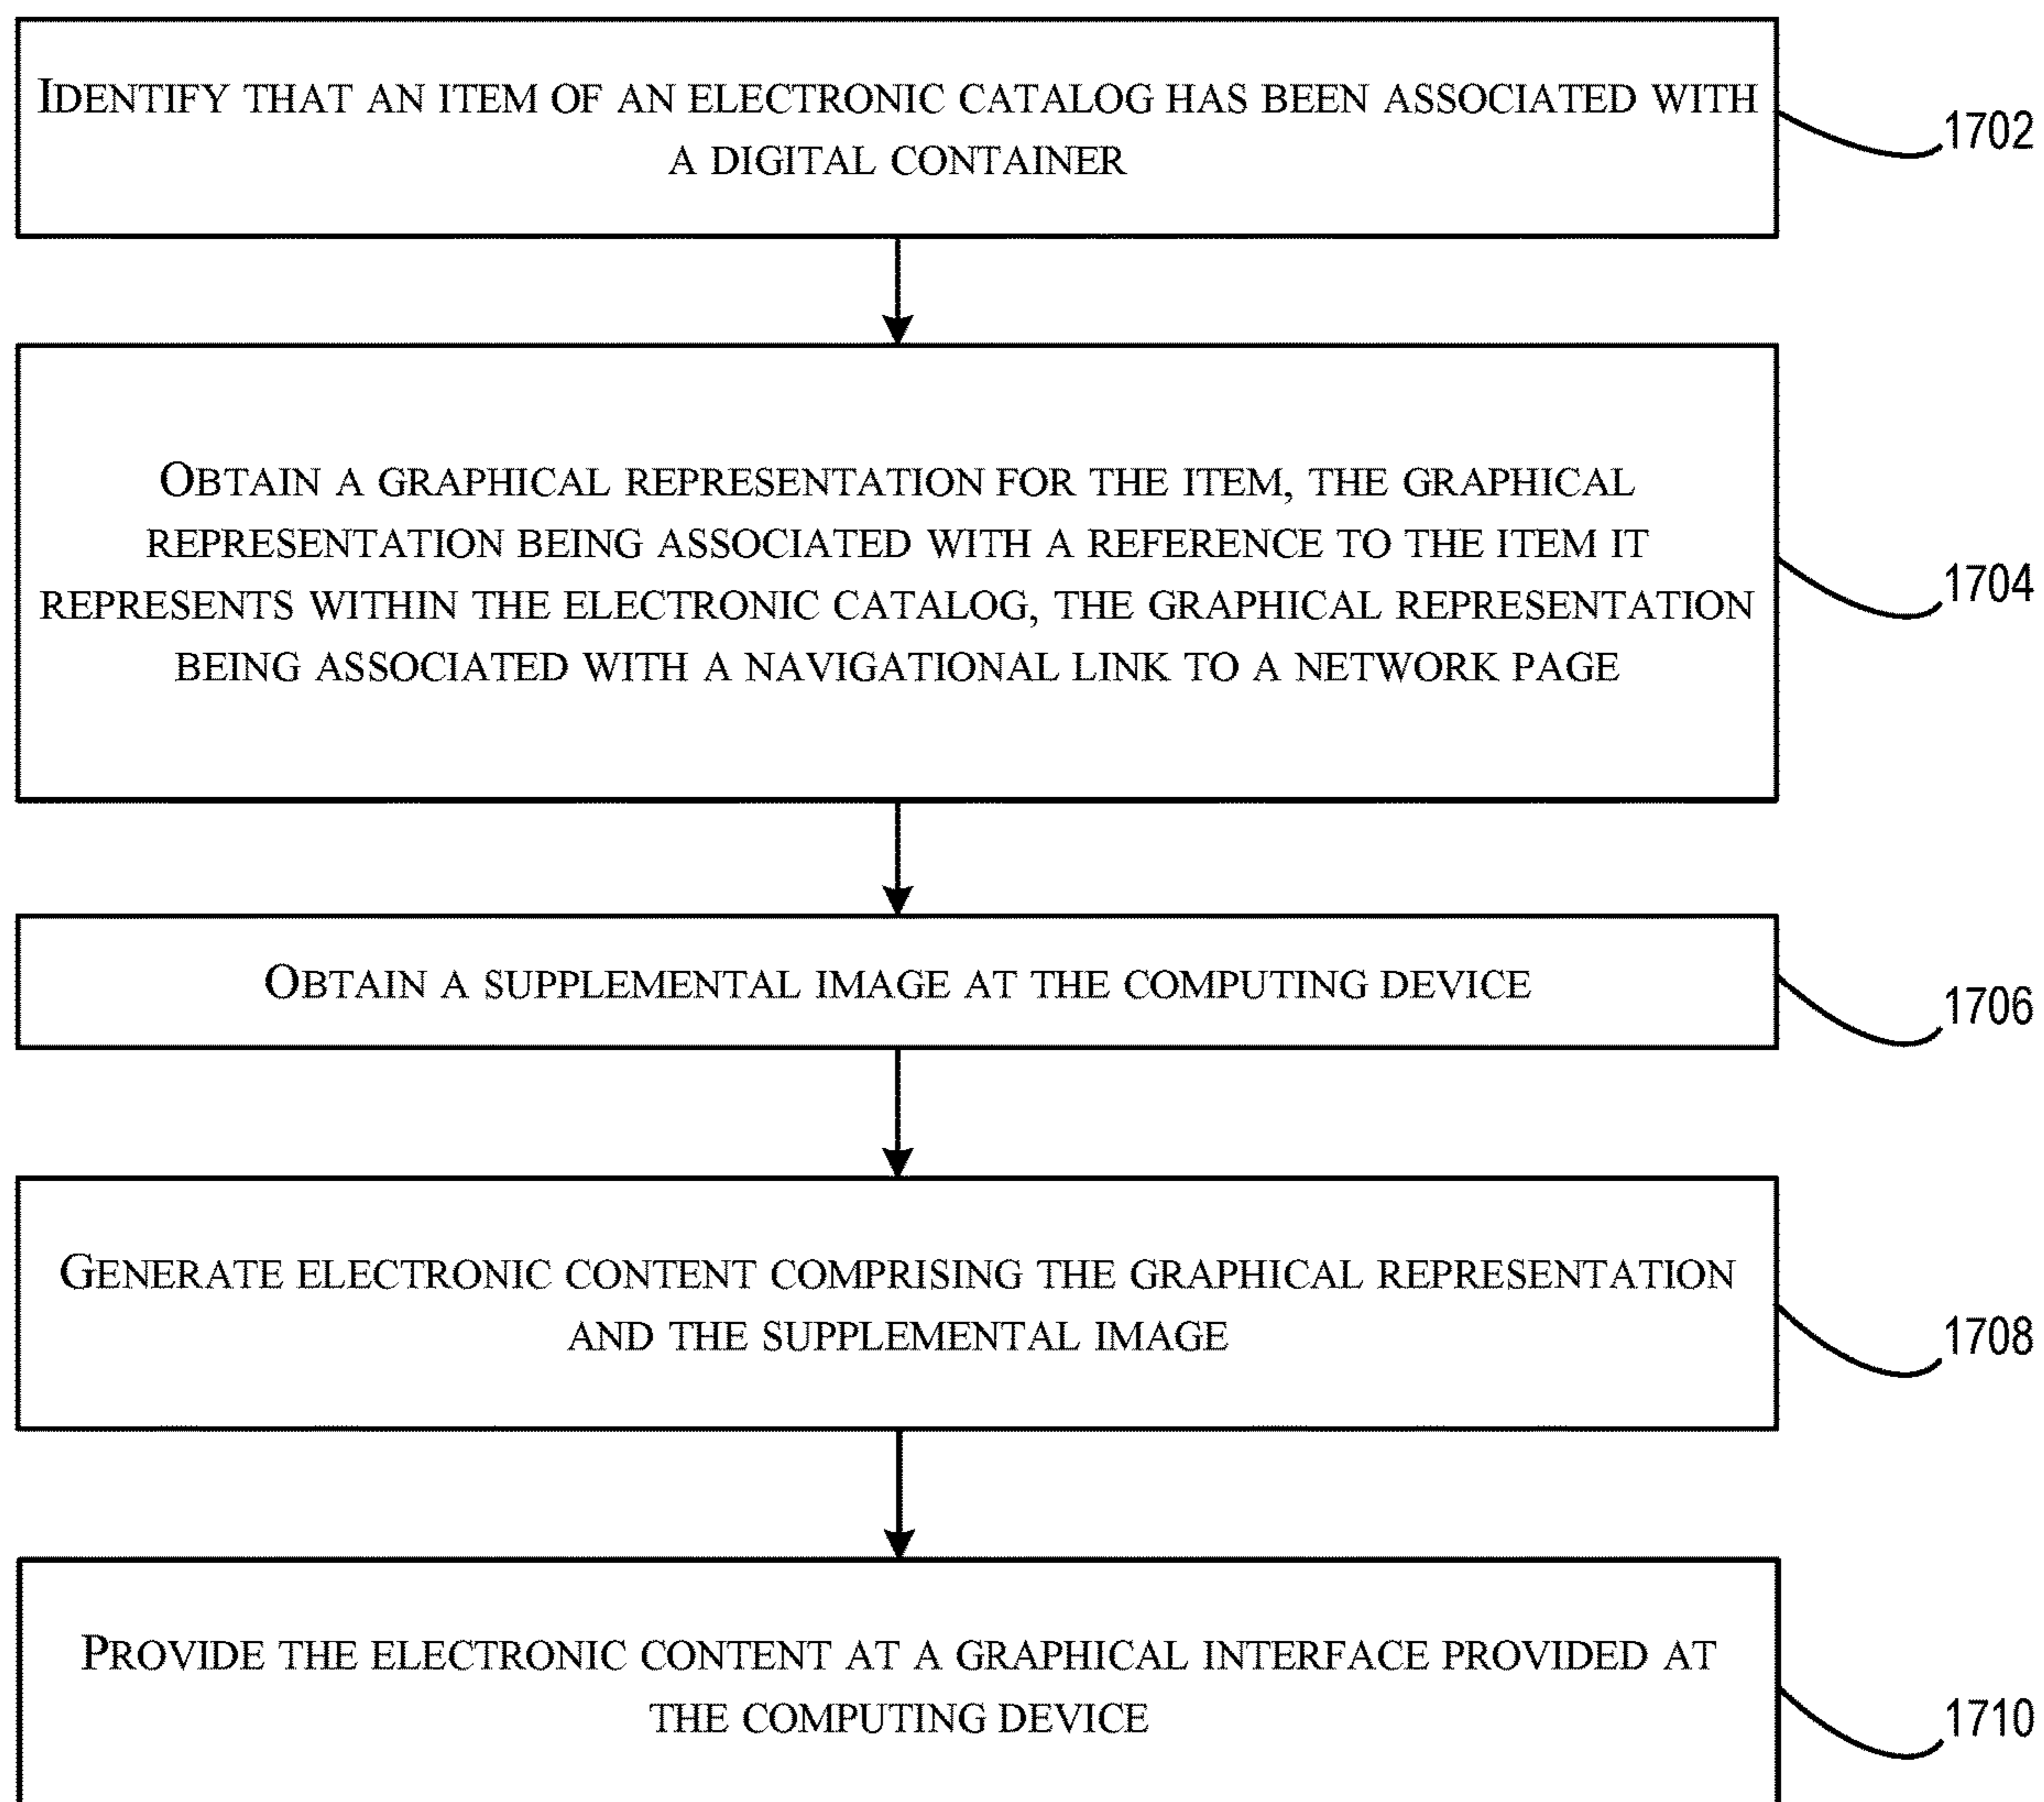 IDENTIFY THAT AN ITEM OF AN ELECTRONIC CATALOG HAS BEEN ASSOCIATED WITH
A DIGITAL CONTAINER
1702
OBTAIN A GRAPHICAL REPRESENTATION FOR THE ITEM, THE GRAPHICAL
REPRESENTATION BEING ASSOCIATED WITH A REFERENCE TO THE ITEM IT
REPRESENTS WITHIN THE ELECTRONIC CATALOG, THE GRAPHICAL REPRESENTATION
BEING ASSOCIATED WITH A NAVIGATIONAL LINK TO A NETWORK PAGE
1704
OBTAIN A SUPPLEMENTAL IMAGE AT THE COMPUTING DEVICE
1706
GENERATE ELECTRONIC CONTENT COMPRISING THE GRAPHICAL REPRESENTATION
AND THE SUPPLEMENTAL IMAGE
1708
PROVIDE THE ELECTRONIC CONTENT AT A GRAPHICAL INTERFACE PROVIDED AT
THE COMPUTING DEVICE
1710